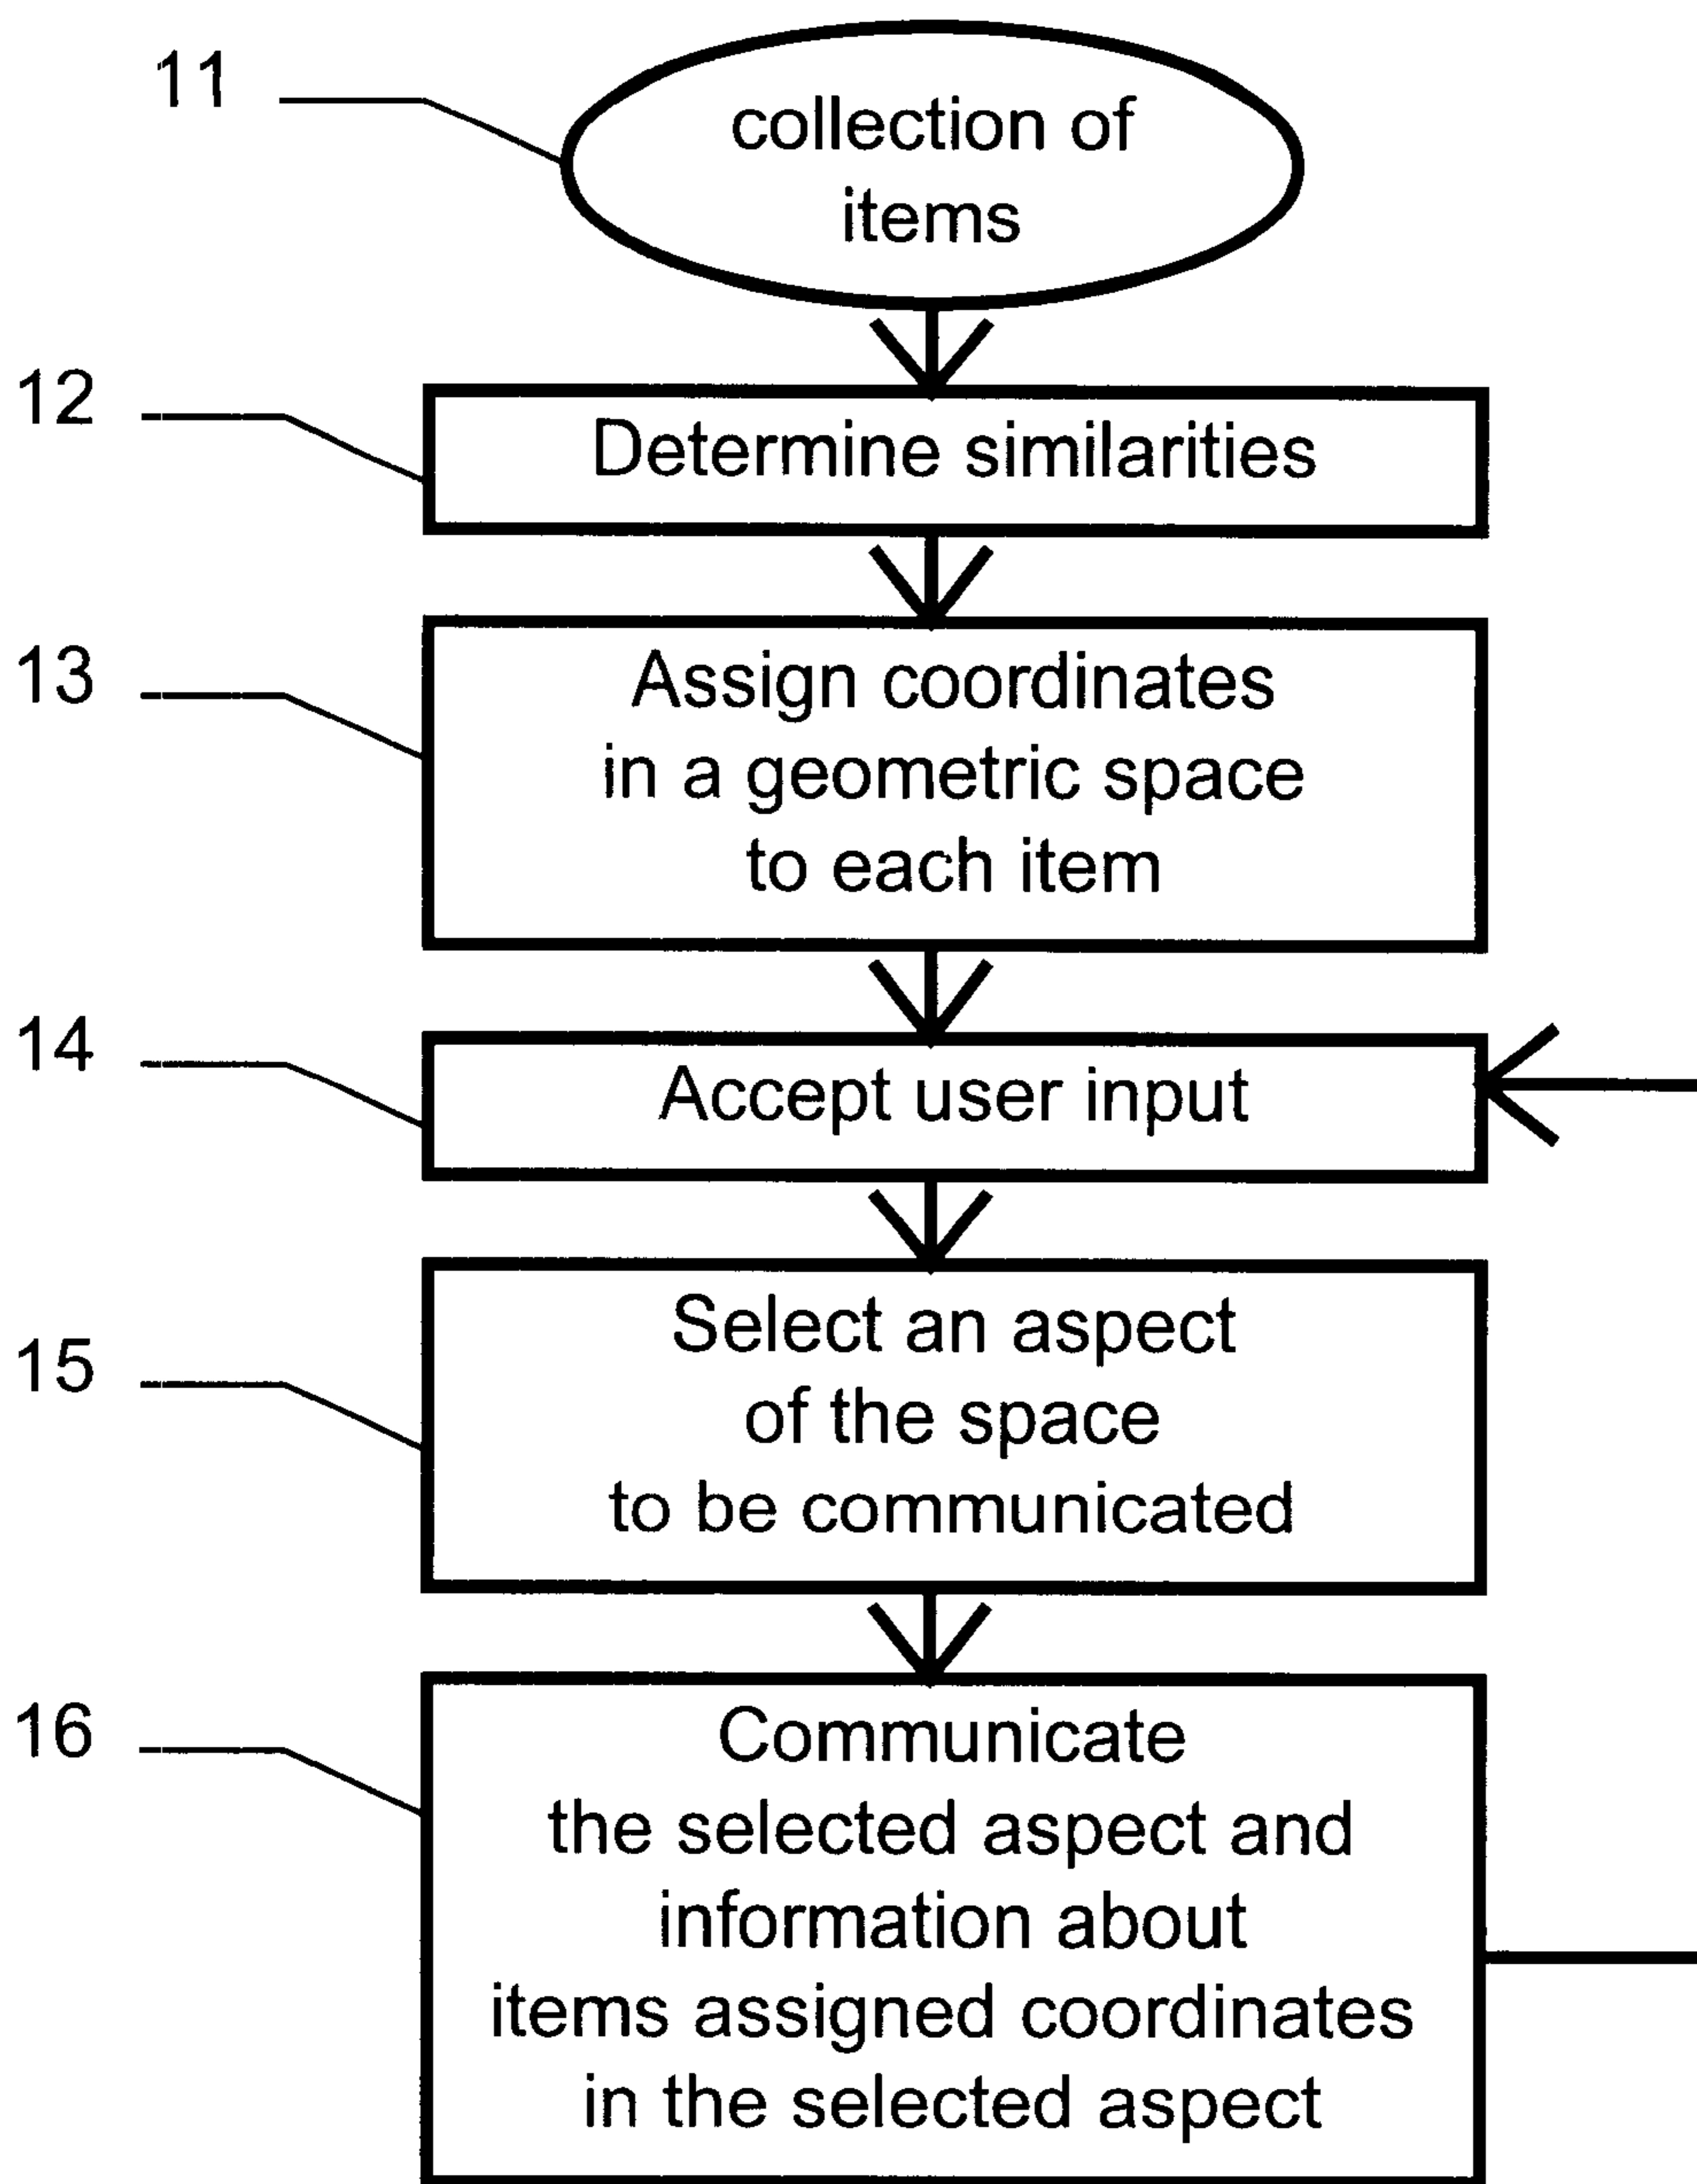 11
collection of
items
12
Determine similarities
13
Assign coordinates
in a geometric space
to each item
14
Accept user input
15
Select an aspect
of the space
to be communicated
16
Communicate
the selected aspect and
information about
items assigned coordinates
in the selected aspect